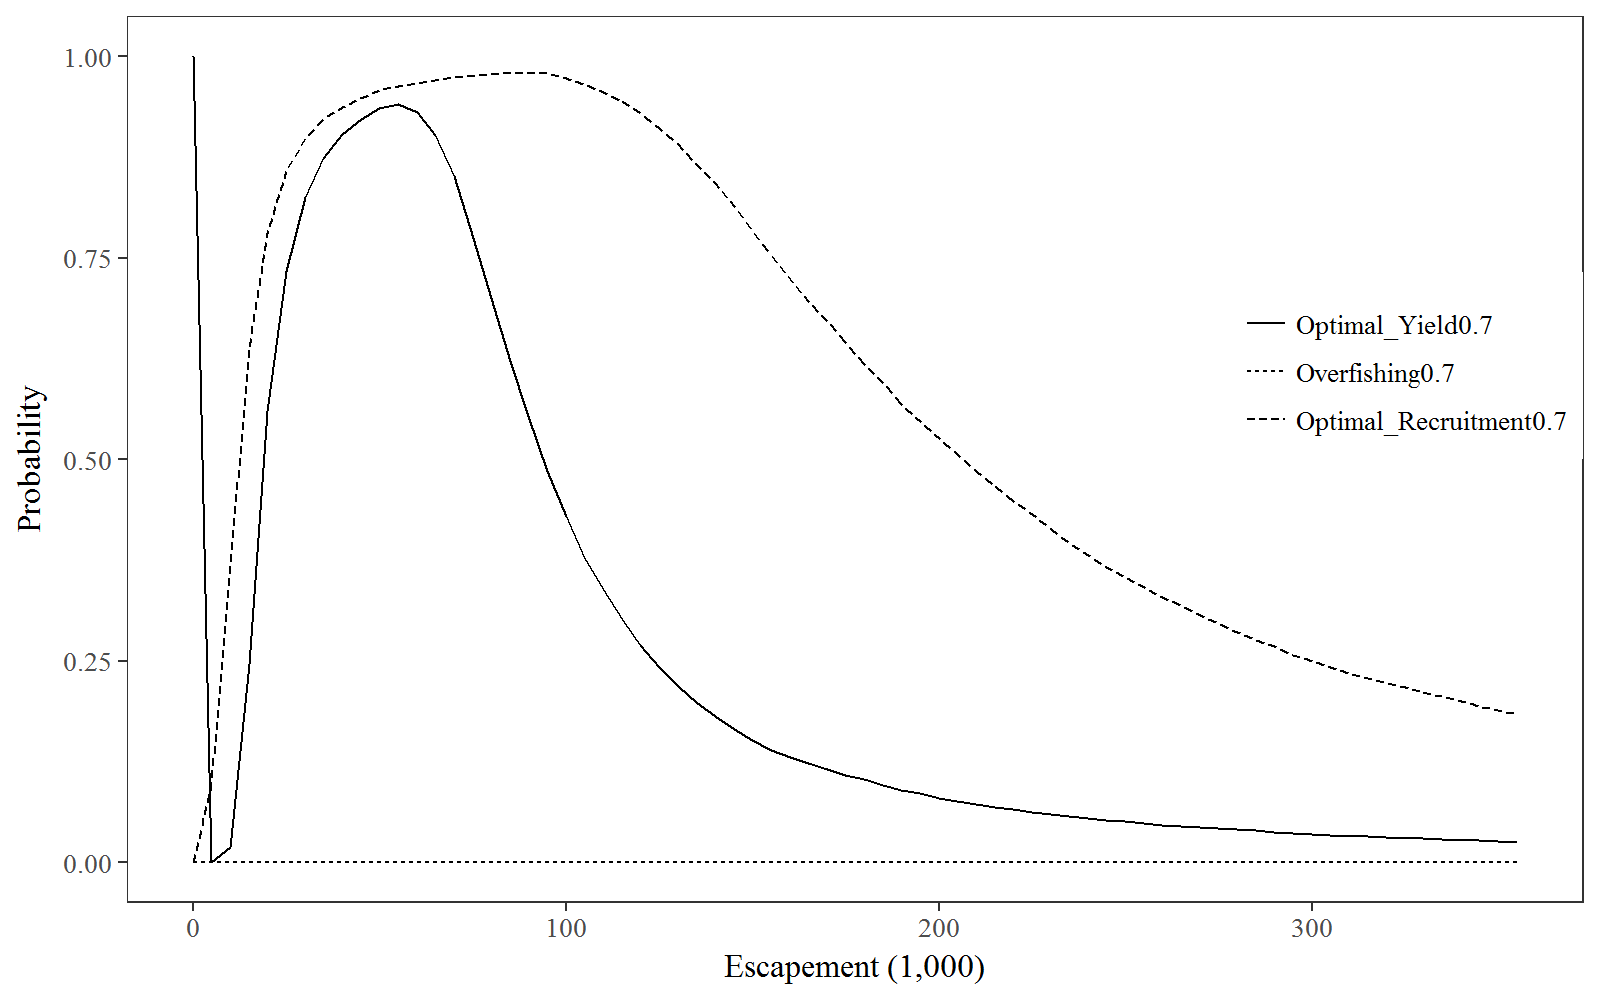 1.00
0.75
0.50
0.25
0.00
Probability
0
100
200
300
Escapement (1,000)
Optimal_Yield0.7
Overfishing0.7
Optimal_Recruitment0.7